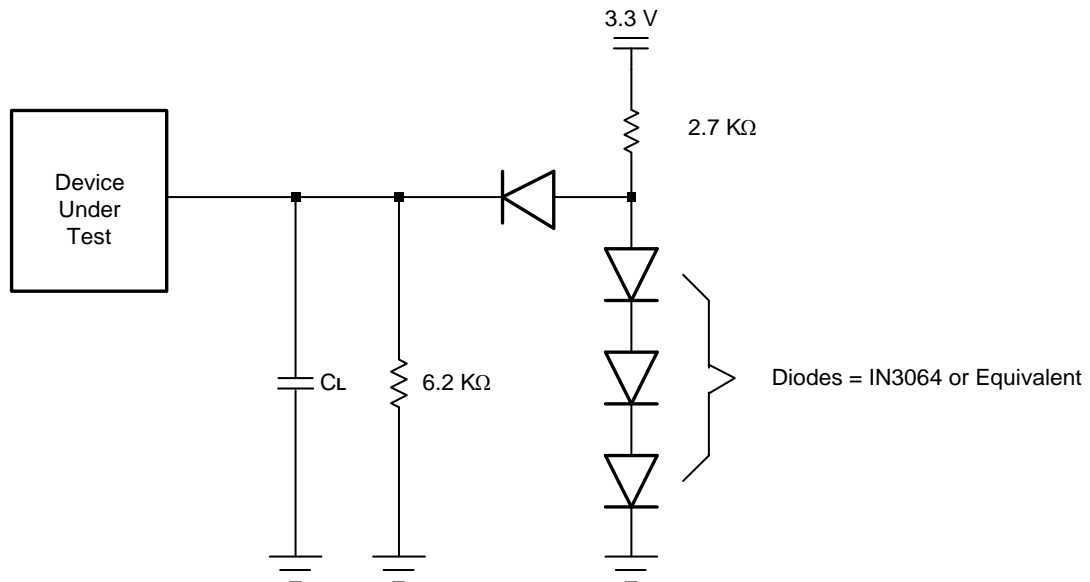 3.3 V
2.7 KΩ
Device
Under
Test
CL
6.2 KΩ
Diodes = IN3064 or Equivalent